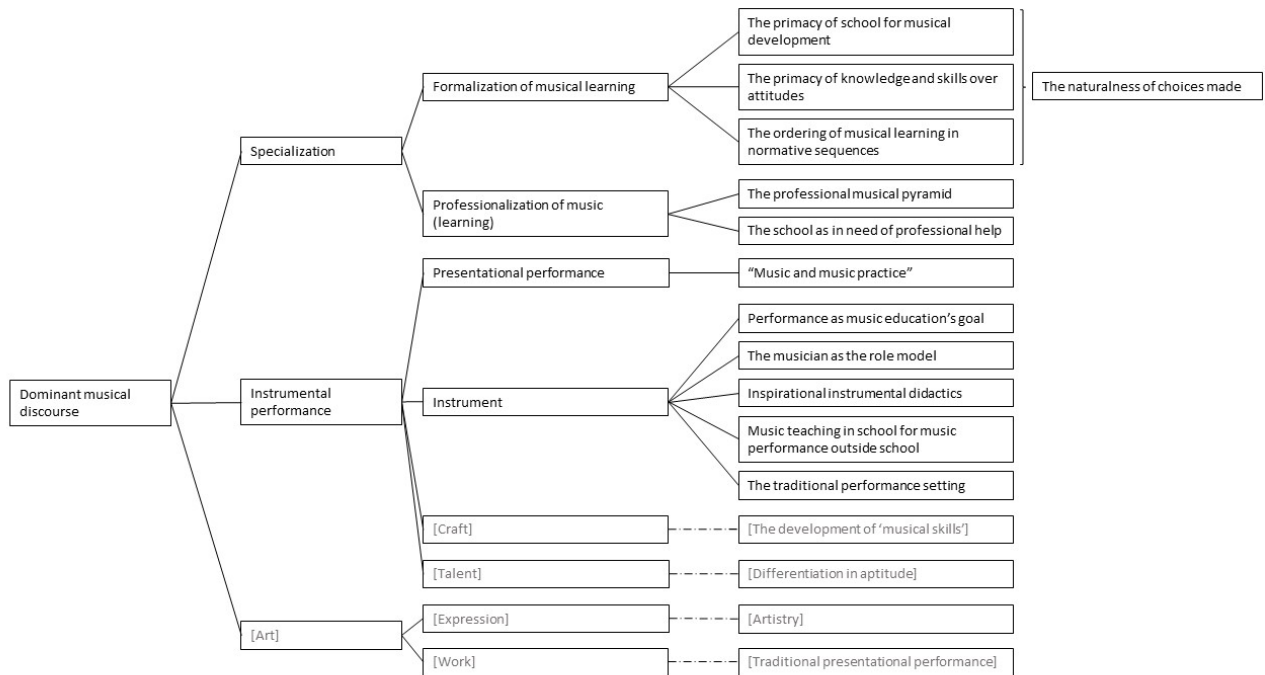 The primacy of school for musical
development
Formalization of musical learning
The primacy of knowledge and skills over
attitudes
The naturalness of choices made
Specialization
The ordering of musical learning in
normative sequences
Professionalization of music
(learning)
The professional musical pyramid
The school as in need of professional help
Presentational performance
“Music and music practice”
Performance as music education’s goal
The musician as the role model
Dominant musical
discourse
Instrumental
performance
Instrument
Inspirational instrumental didactics
Music teaching in school for music
performance outside school
The traditional performance setting
[Craft]
[The development of ‘musical skills’]
[Talent]
[Differentiation in aptitude]
[Art]
[Expression]
[Artistry]
[Work]
[Traditional presentational performance]